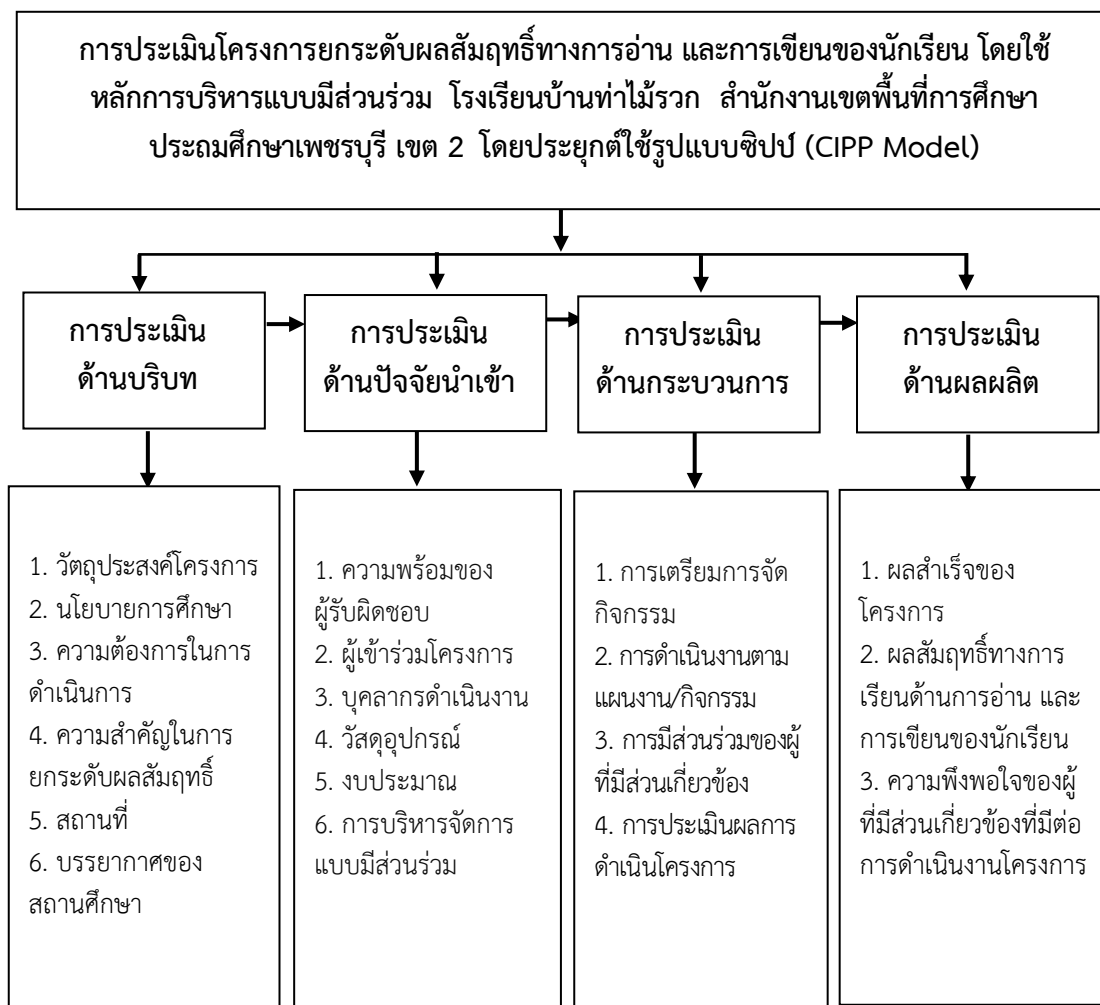 การประเมินโครงการยกระดับผลสัมฤทธิ์ทางการอ่าน และการเขียนของนักเรียน โดยใช้
หลักการบริหารแบบมีส่วนร่วม โรงเรียนบ้านท่าไม้รวก สำนักงานเขตพื้นที่การศึกษา
ประถมศึกษาเพชรบุรี เขต 2 โดยประยุกต์ใช้รูปแบบซิปป์ (CIPP Model)
การประเมิน
ด้านบริบท
การประเมิน
ด้านปัจจัยนำเข้า
การประเมิน
ด้านกระบวนการ
การประเมิน
ด้านผลผลิต
1. วัตถุประสงค์โครงการ
2. นโยบายการศึกษา
3. ความต้องการในการ
ดำเนินการ
4. ความสำคัญในการ
ยกระดับผลสัมฤทธิ์
5. สถานที่
6. บรรยากาศของ
สถานศึกษา
1. ความพร้อมของ
ผู้รับผิดชอบ
2. ผู้เข้าร่วมโครงการ
3. บุคลากรดำเนินงาน
4. วัสดุอุปกรณ์
5. งบประมาณ
6. การบริหารจัดการ
แบบมีส่วนร่วม
1. การเตรียมการจัด
กิจกรรม
2. การดำเนินงานตาม
แผนงาน/กิจกรรม
3. การมีส่วนร่วมของผู้
ที่มีส่วนเกี่ยวข้อง
4. การประเมินผลการ
ดำเนินโครงการ
1. ผลสำเร็จของ
โครงการ
2. ผลสัมฤทธิ์ทางการ
เรียนด้านการอ่าน และ
การเขียนของนักเรียน
3. ความพึงพอใจของผู้
ที่มีส่วนเกี่ยวข้องที่มีต่อ
การดำเนินงานโครงการ